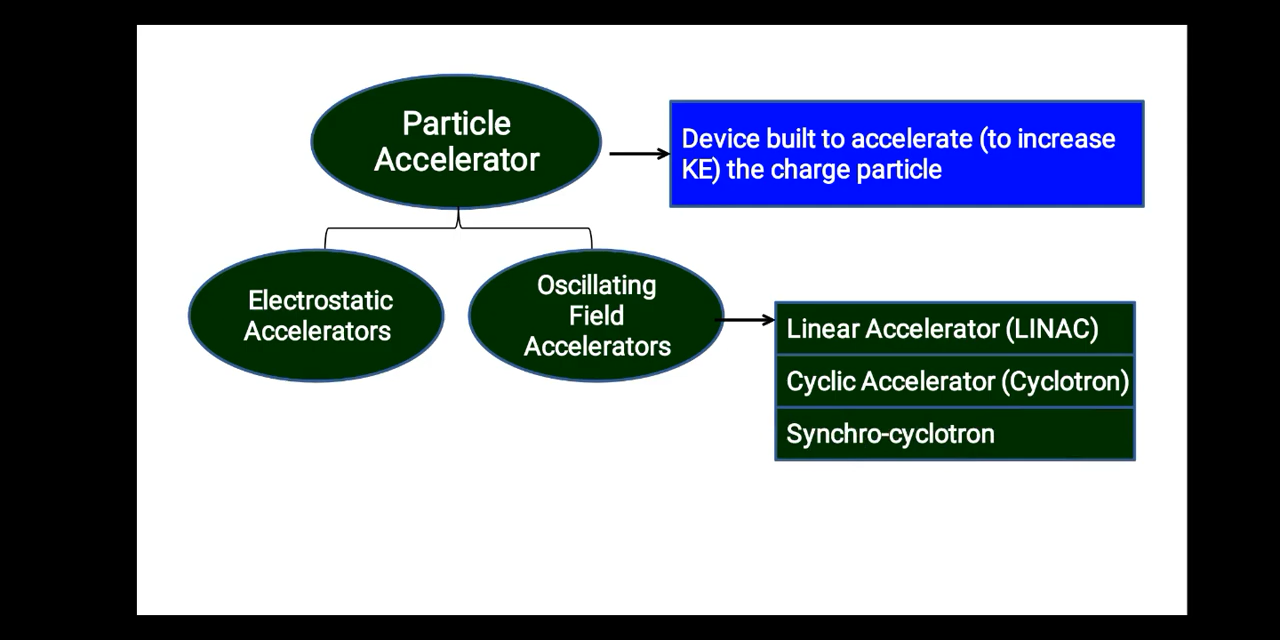 Particle
Accelerator
Device built to accelerate (to increase
KE) the charge particle
Electrostatic
Accelerators
Oscillating
Field
Accelerators
Linear Accelerator (LINAC)
Cyclic Accelerator (Cyclotron)
Synchro-cyclotron